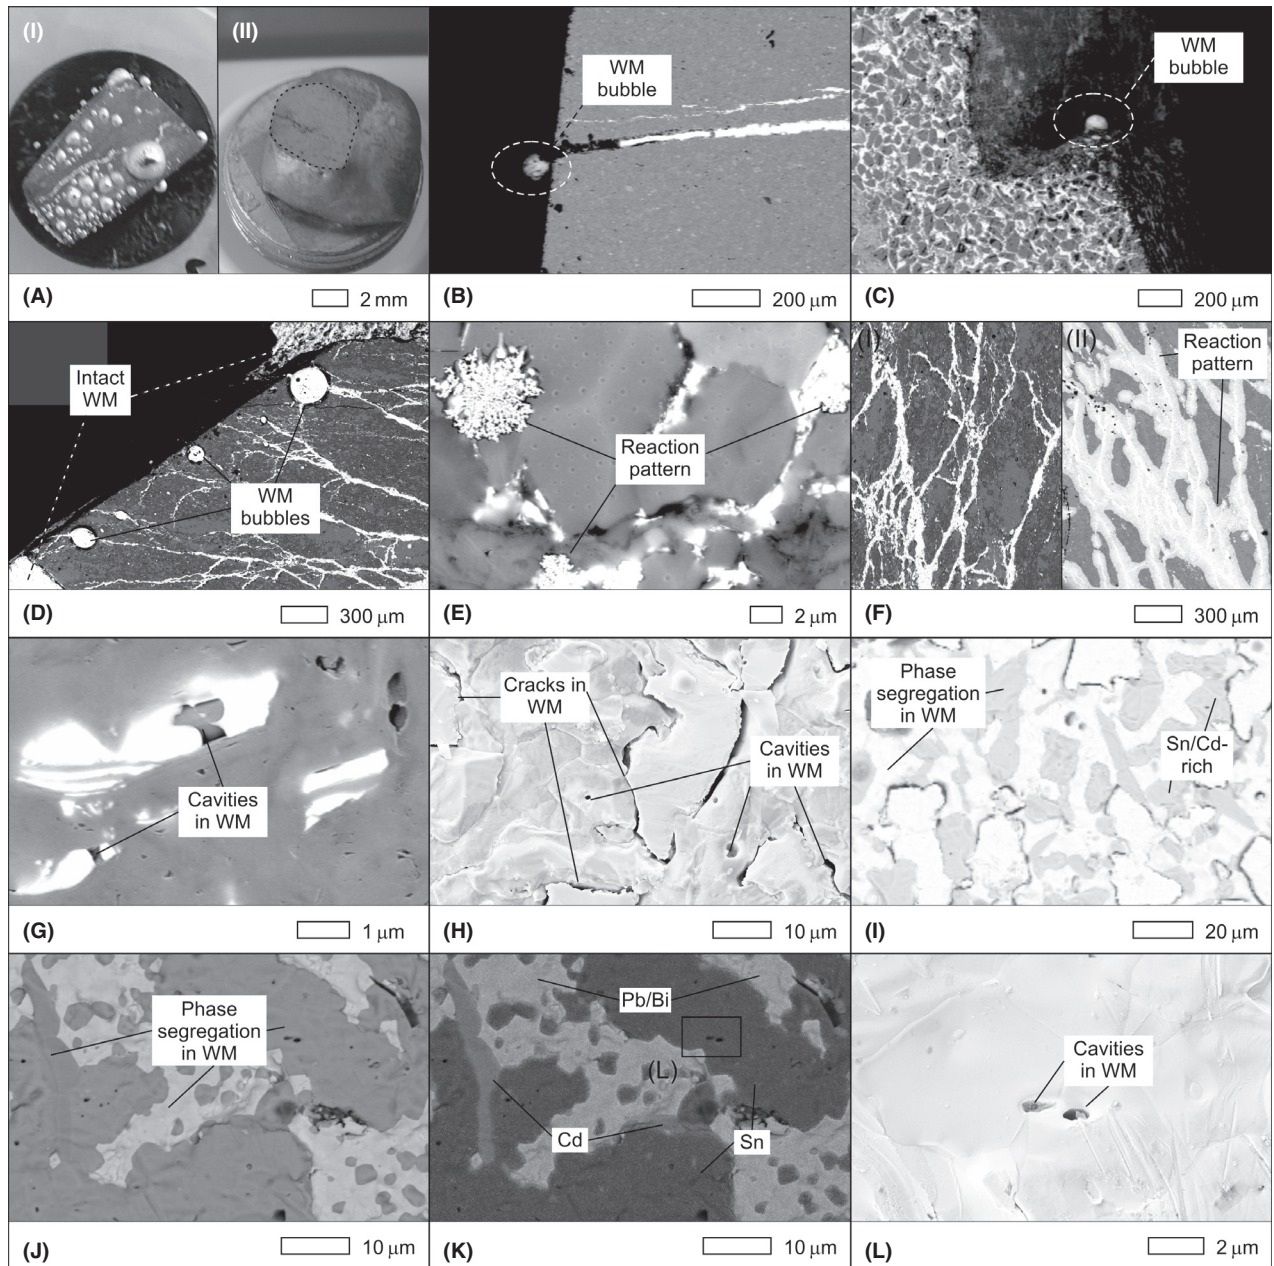 (I)
(II)
(A)
2 mm
WM
bubble
(B)
200 μm
WM
bubble
(C)
200 μm
Intact
WM
WM
bubbles
(D)
300 μm
Reaction
pattern
(E)
2 μm
(I)
(II)
Reaction
pattern
(F)
300 μm
Cavities
in WM
(G)
1 μm
Cracks in
WM
Cavities
in WM
(H)
10 μm
Phase
segregation
in WM
Sn/Cd-
rich
(I)
20 μm
Phase
segregation
in WM
(J)
10 μm
Pb/Bi
(L)
Cd
Sn
(K)
10 μm
Cavities
in WM
(L)
2 μm